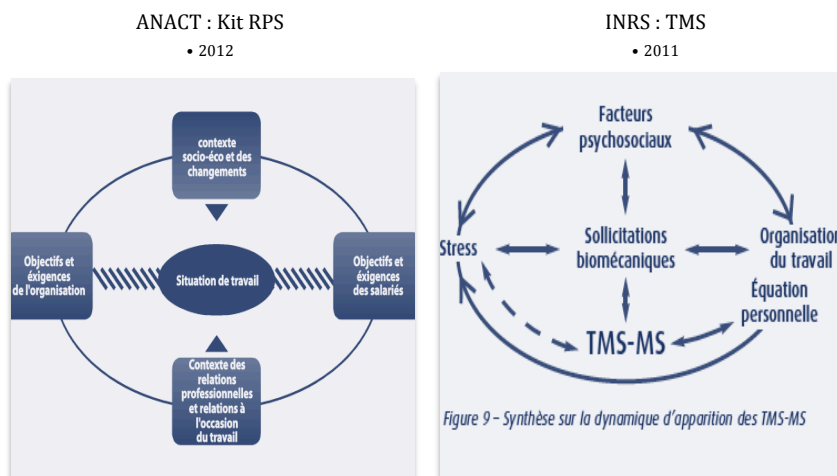 ANACT : Kit RPS
• 2012
contexte
socio-éco et des
changements
Objectifs et
éxigences
de l'organisation
Situation de travail
Objectifs et
éxigences
des salariés
Contexte des
relations
professionnelles
et relations à
l'occasion
du travail
INRS : TMS
• 2011
Facteurs
psychosociaux
Stress
Sollicitations
biomécaniques
Organisation
du travail
Équation
personnelle
TMS-MS
Figure 9 – Synthèse sur la dynamique d'apparition des TMS-MS